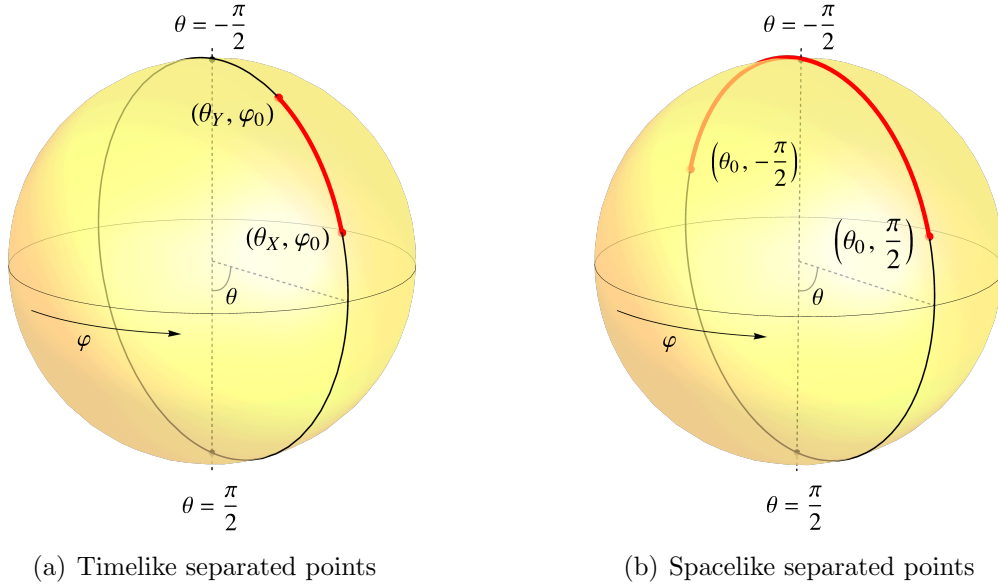 θ = -π/2
(θ_Y, φ_0)
(θ_X, φ_0)
θ
φ
θ = π/2
(a) Timelike separated points
θ = -π/2
(θ_0, -π/2)
(θ_0, π/2)
θ
φ
θ = π/2
(b) Spacelike separated points